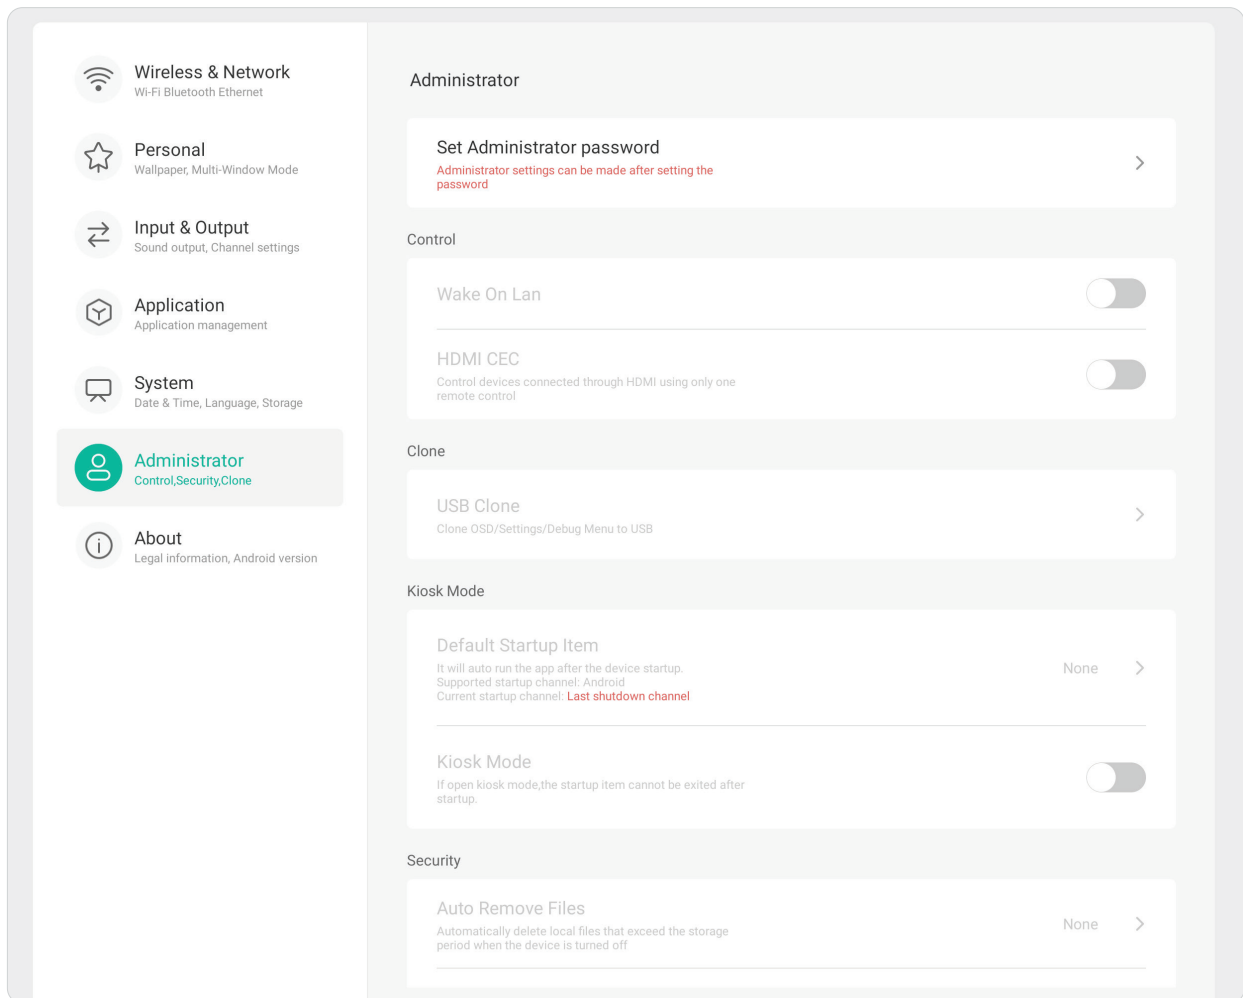 Wireless & Network
Wi-Fi Bluetooth Ethernet
Personal
Wallpaper, Multi-Window Mode
Input & Output
Sound output, Channel settings
Application
Application management
System
Date & Time, Language, Storage
Administrator
Control,Security,Clone
About
Legal information, Android version
Administrator
Set Administrator password
Administrator settings can be made after setting the
password
Control
Wake On Lan
HDMI CEC
Control devices connected through HDMI using only one
remote control
Clone
USB Clone
Clone OSD/Settings/Debug Menu to USB
Kiosk Mode
Default Startup Item
It will auto run the app after the device startup.
Supported startup channel: Android
Current startup channel: Last shutdown channel
None
Kiosk Mode
If open kiosk mode,the startup item cannot be exited after
startup.
Security
Auto Remove Files
Automatically delete local files that exceed the storage
period when the device is turned off
None